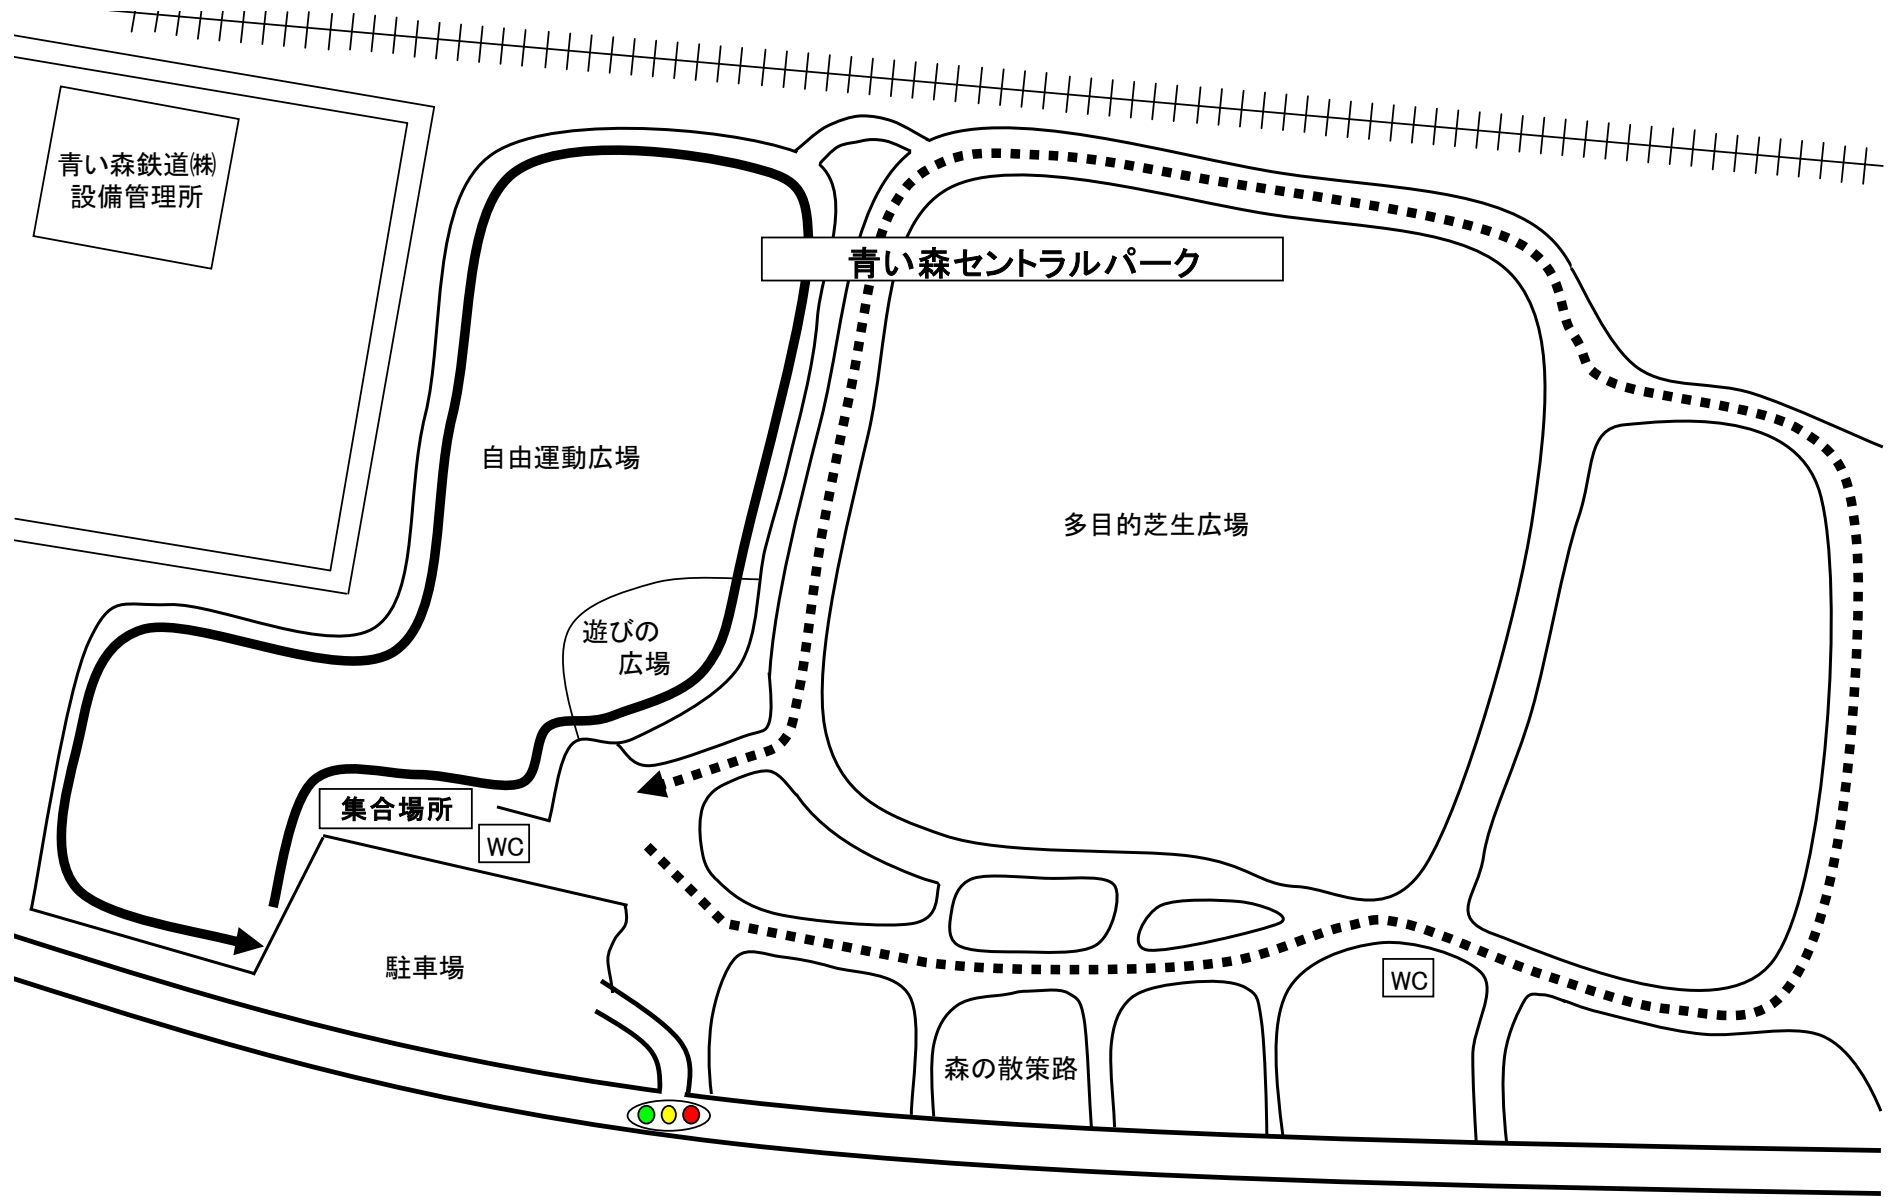 青い森鉄道㈱
設備管理所
青い森セントラルパーク
自由運動広場
多目的芝生広場
遊びの
広場
集合場所
WC
駐車場
WC
森の散策路